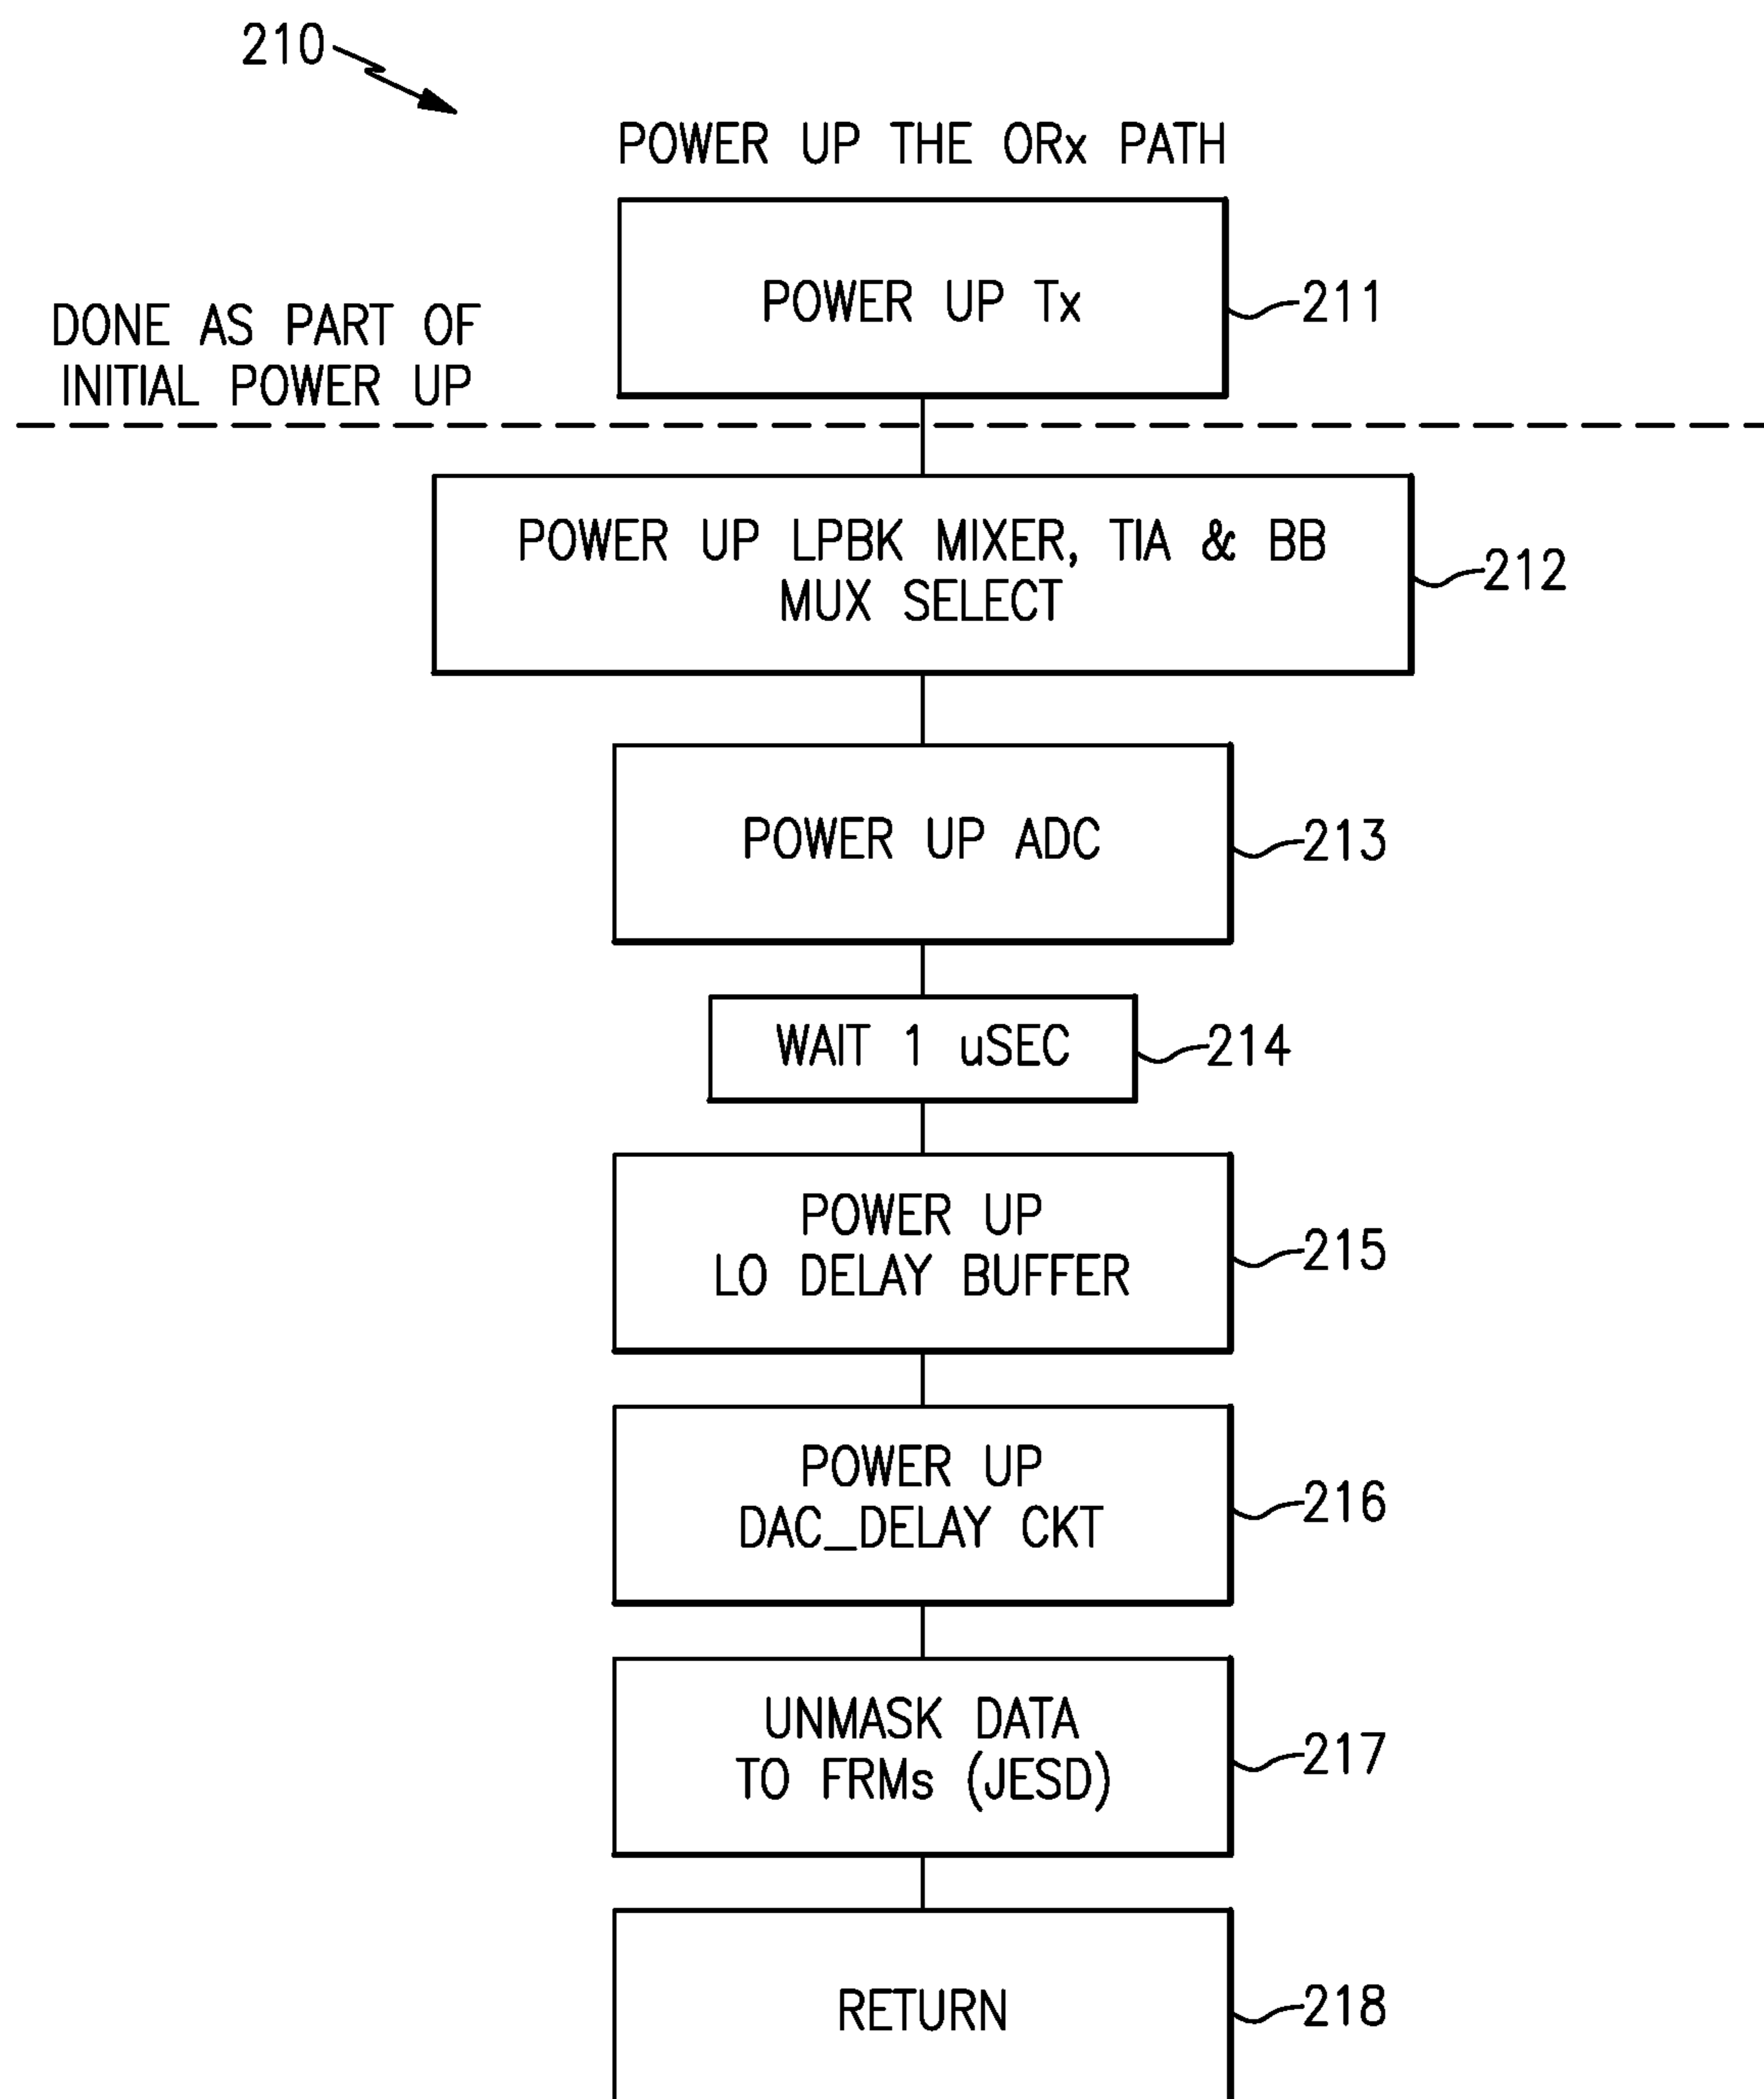 210
POWER UP THE ORx PATH
POWER UP Tx
211
DONE AS PART OF
INITIAL POWER UP
POWER UP LPBK MIXER, TIA & BB
MUX SELECT
212
POWER UP ADC
213
WAIT 1 uSEC
214
POWER UP
LO DELAY BUFFER
215
POWER UP
DAC_DELAY CKT
216
UNMASK DATA
TO FRMs (JESD)
217
RETURN
218